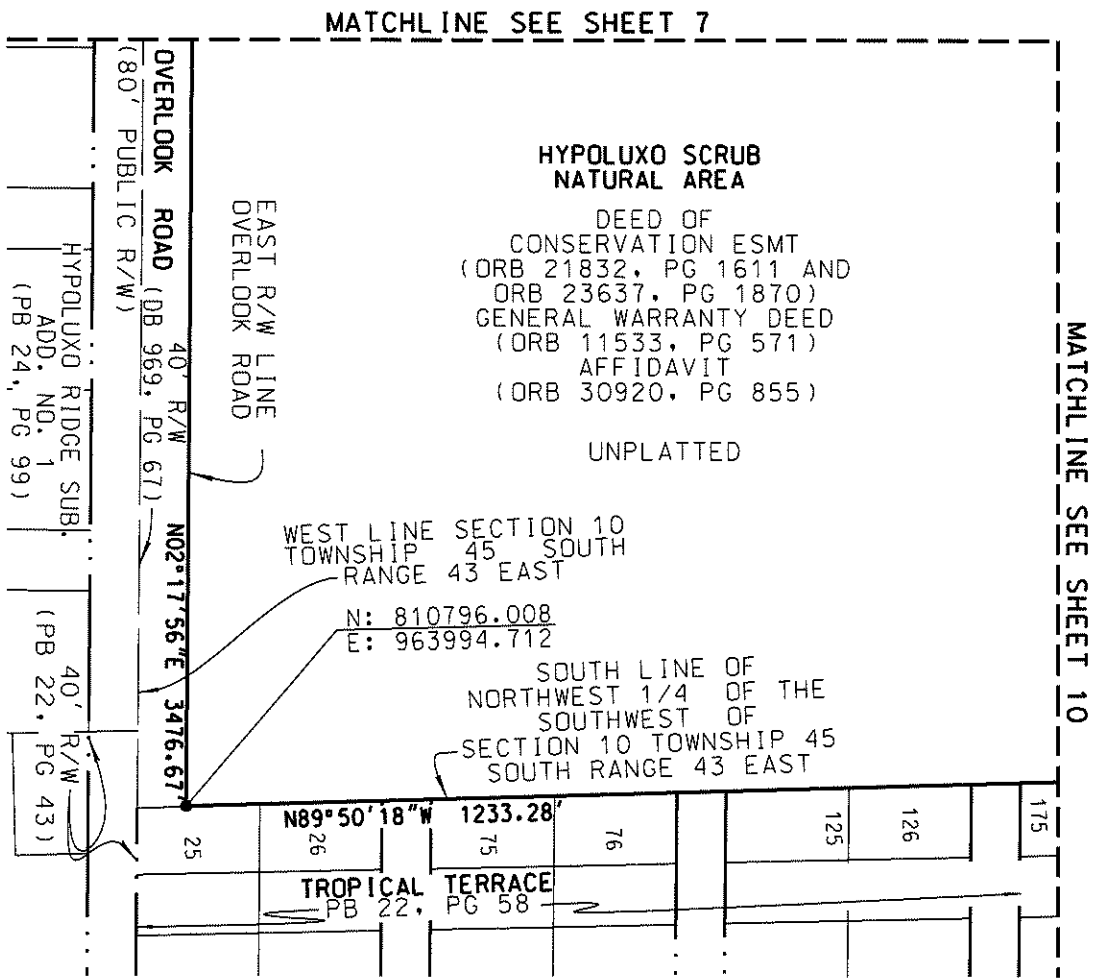 MATCHLINE SEE SHEET 7
MATCHLINE SEE SHEET 10
HYPOLUXO SCRUB
NATURAL AREA
DEED OF
CONSERVATION ESMT
(ORB 21832, PG 1611 AND
ORB 23637, PG 1870)
GENERAL WARRANTY DEED
(ORB 11533, PG 571)
AFFIDAVIT
(ORB 30920, PG 855)
UNPLATTED
EAST R/W LINE
OVERLOOK ROAD
40' R/W
OVERLOOK ROAD (DB 969, PG 67)
(80' PUBLIC R/W)
N02°17'56"E 3476.67'
HYPOLUXO RIDGE SUB.
ADD. NO. 1
(PB 24, PG 99)
40' R/W
(PB 22, PG 43)
WEST LINE SECTION 10
TOWNSHIP 45 SOUTH
RANGE 43 EAST
N: 810796.008
E: 963994.712
SOUTH LINE OF
NORTHWEST 1/4 OF THE
SOUTHWEST OF
SECTION 10 TOWNSHIP 45
SOUTH RANGE 43 EAST
N89°50'18"W 1233.28'
25
26
75
76
125
126
175
TROPICAL TERRACE
PB 22, PG 58